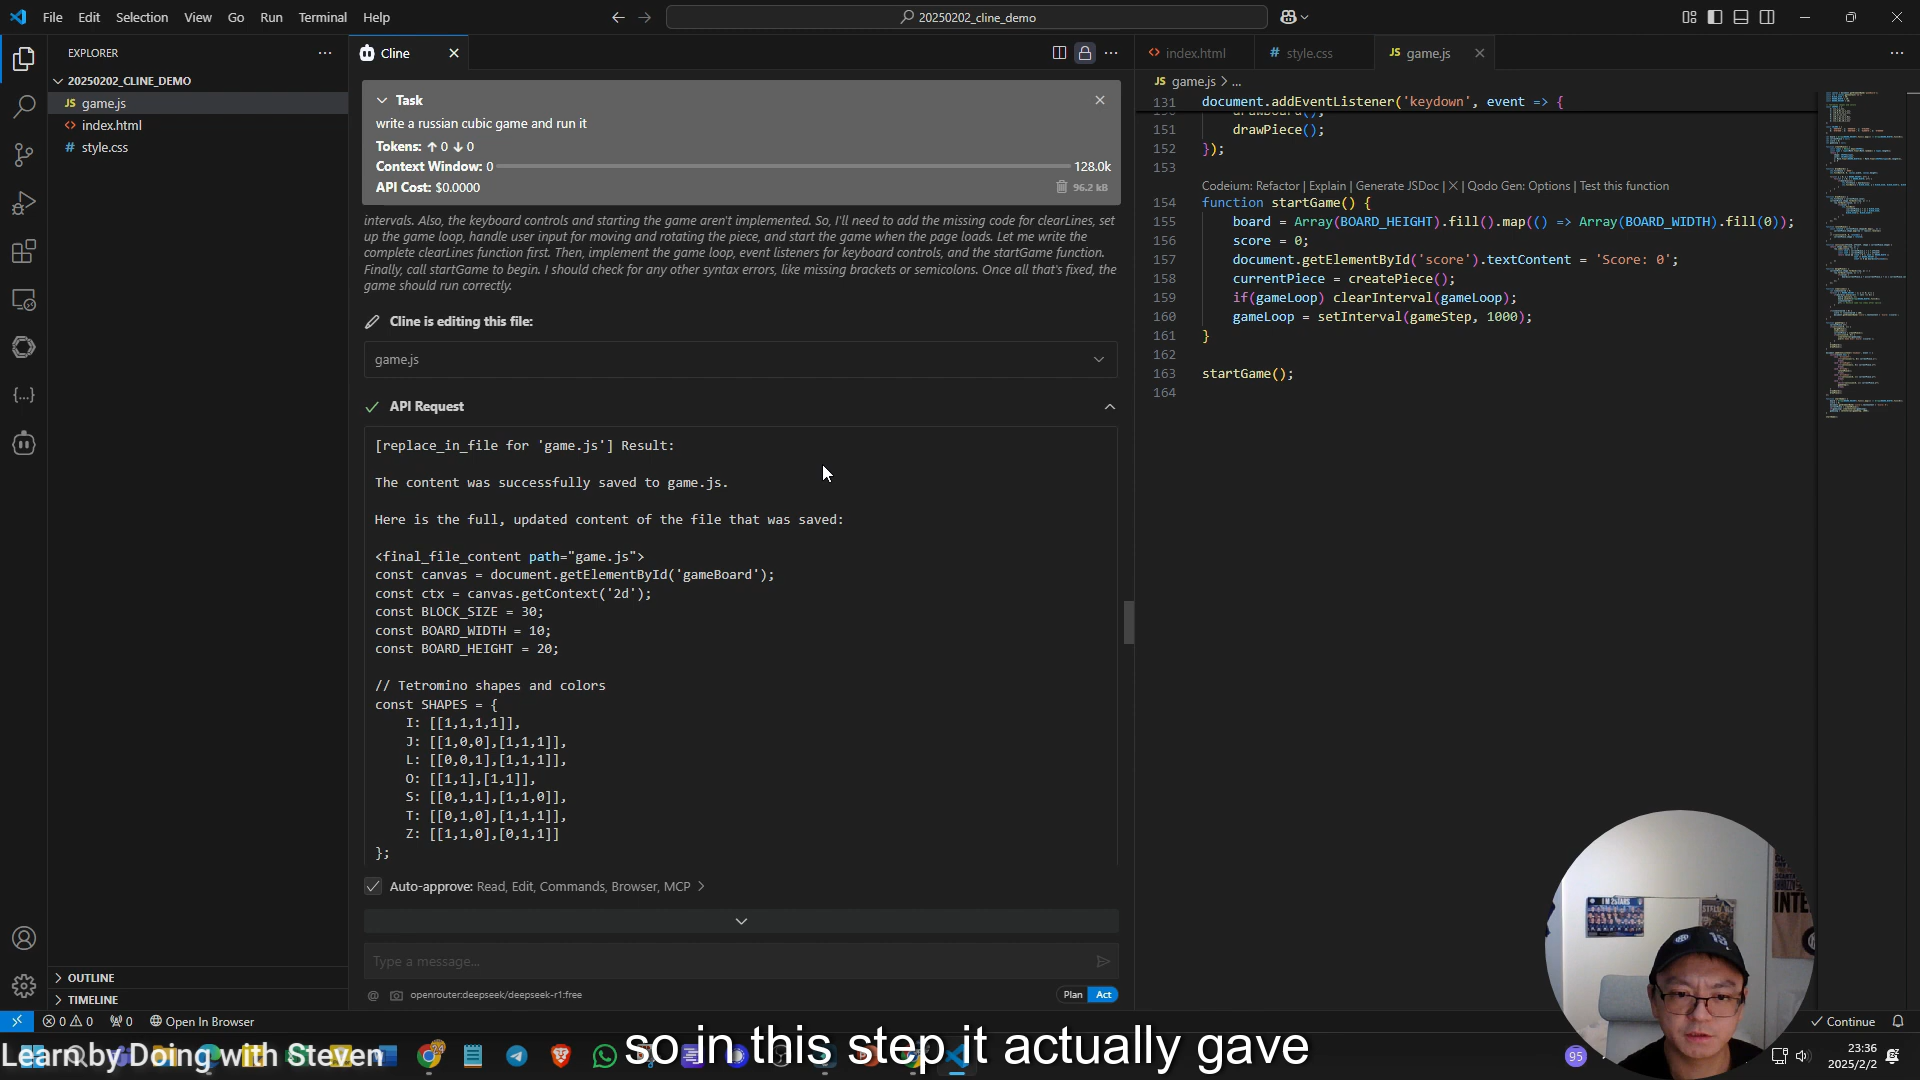 File Edit Selection View Go Run Terminal Help
20250202_cline_demo
EXPLORER
20250202_CLINE_DEMO
JS game.js
<> index.html
# style.css
OUTLINE
TIMELINE
Cline
Task
write a russian cubic game and run it
Tokens: ↑ 0 ↓ 0
Context Window: 0 128.0k
API Cost: $0.0000 96.2 kB
intervals. Also, the keyboard controls and starting the game aren't implemented. So, I'll need to add the missing code for clearLines, set
up the game loop, handle user input for moving and rotating the piece, and start the game when the page loads. Let me write the
complete clearLines function first. Then, implement the game loop, event listeners for keyboard controls, and the startGame function.
Finally, call startGame to begin. I should check for any other syntax errors, like missing brackets or semicolons. Once all that's fixed, the
game should run correctly.
Cline is editing this file:
game.js
API Request
[replace_in_file for 'game.js'] Result:
The content was successfully saved to game.js.
Here is the full, updated content of the file that was saved:
<final_file_content path="game.js">
const canvas = document.getElementById('gameBoard');
const ctx = canvas.getContext('2d');
const BLOCK_SIZE = 30;
const BOARD_WIDTH = 10;
const BOARD_HEIGHT = 20;
// Tetromino shapes and colors
const SHAPES = {
I: [[1,1,1,1]],
J: [[1,0,0],[1,1,1]],
L: [[0,0,1],[1,1,1]],
O: [[1,1],[1,1]],
S: [[0,1,1],[1,1,0]],
T: [[0,1,0],[1,1,1]],
Z: [[1,1,0],[0,1,1]]
};
Auto-approve: Read, Edit, Commands, Browser, MCP
Type a message...
@ openrouter:deepseek/deepseek-r1:free Plan Act
<> index.html # style.css JS game.js
JS game.js > ...
131 document.addEventListener('keydown', event => {
151 drawPiece();
152 });
153
Codeium: Refactor | Explain | Generate JSDoc | X | Qodo Gen: Options | Test this function
154 function startGame() {
155 board = Array(BOARD_HEIGHT).fill().map(() => Array(BOARD_WIDTH).fill(0));
156 score = 0;
157 document.getElementById('score').textContent = 'Score: 0';
158 currentPiece = createPiece();
159 if(gameLoop) clearInterval(gameLoop);
160 gameLoop = setInterval(gameStep, 1000);
161 }
162
163 startGame();
164
0 0 0 Open In Browser Continue
Learn by Doing with Steven
so in this step it actually gave
95
23:36
2025/2/2